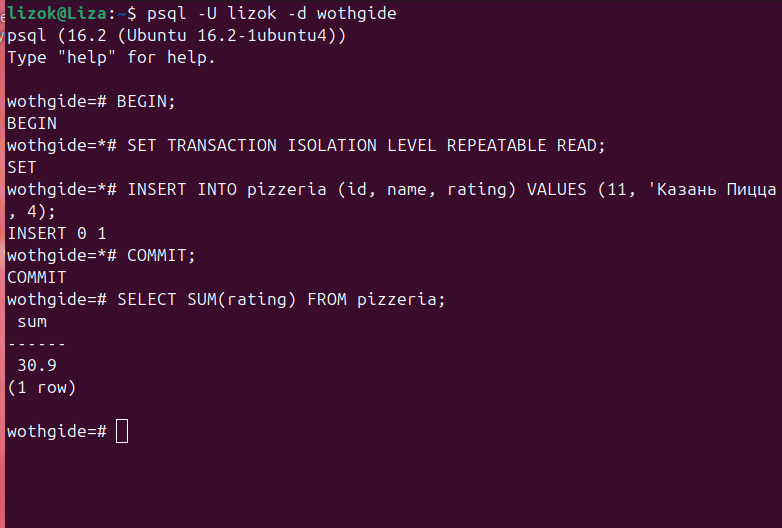 lizok@Liza:~$ psql -U lizok -d wothgide
psql (16.2 (Ubuntu 16.2-1ubuntu4))
Type "help" for help.
wothgide=# BEGIN;
BEGIN
wothgide=*# SET TRANSACTION ISOLATION LEVEL REPEATABLE READ;
SET
wothgide=*# INSERT INTO pizzeria (id, name, rating) VALUES (11, 'Казань Пицца
, 4);
INSERT 0 1
wothgide=*# COMMIT;
COMMIT
wothgide=# SELECT SUM(rating) FROM pizzeria;
sum
------
30.9
(1 row)
wothgide=#